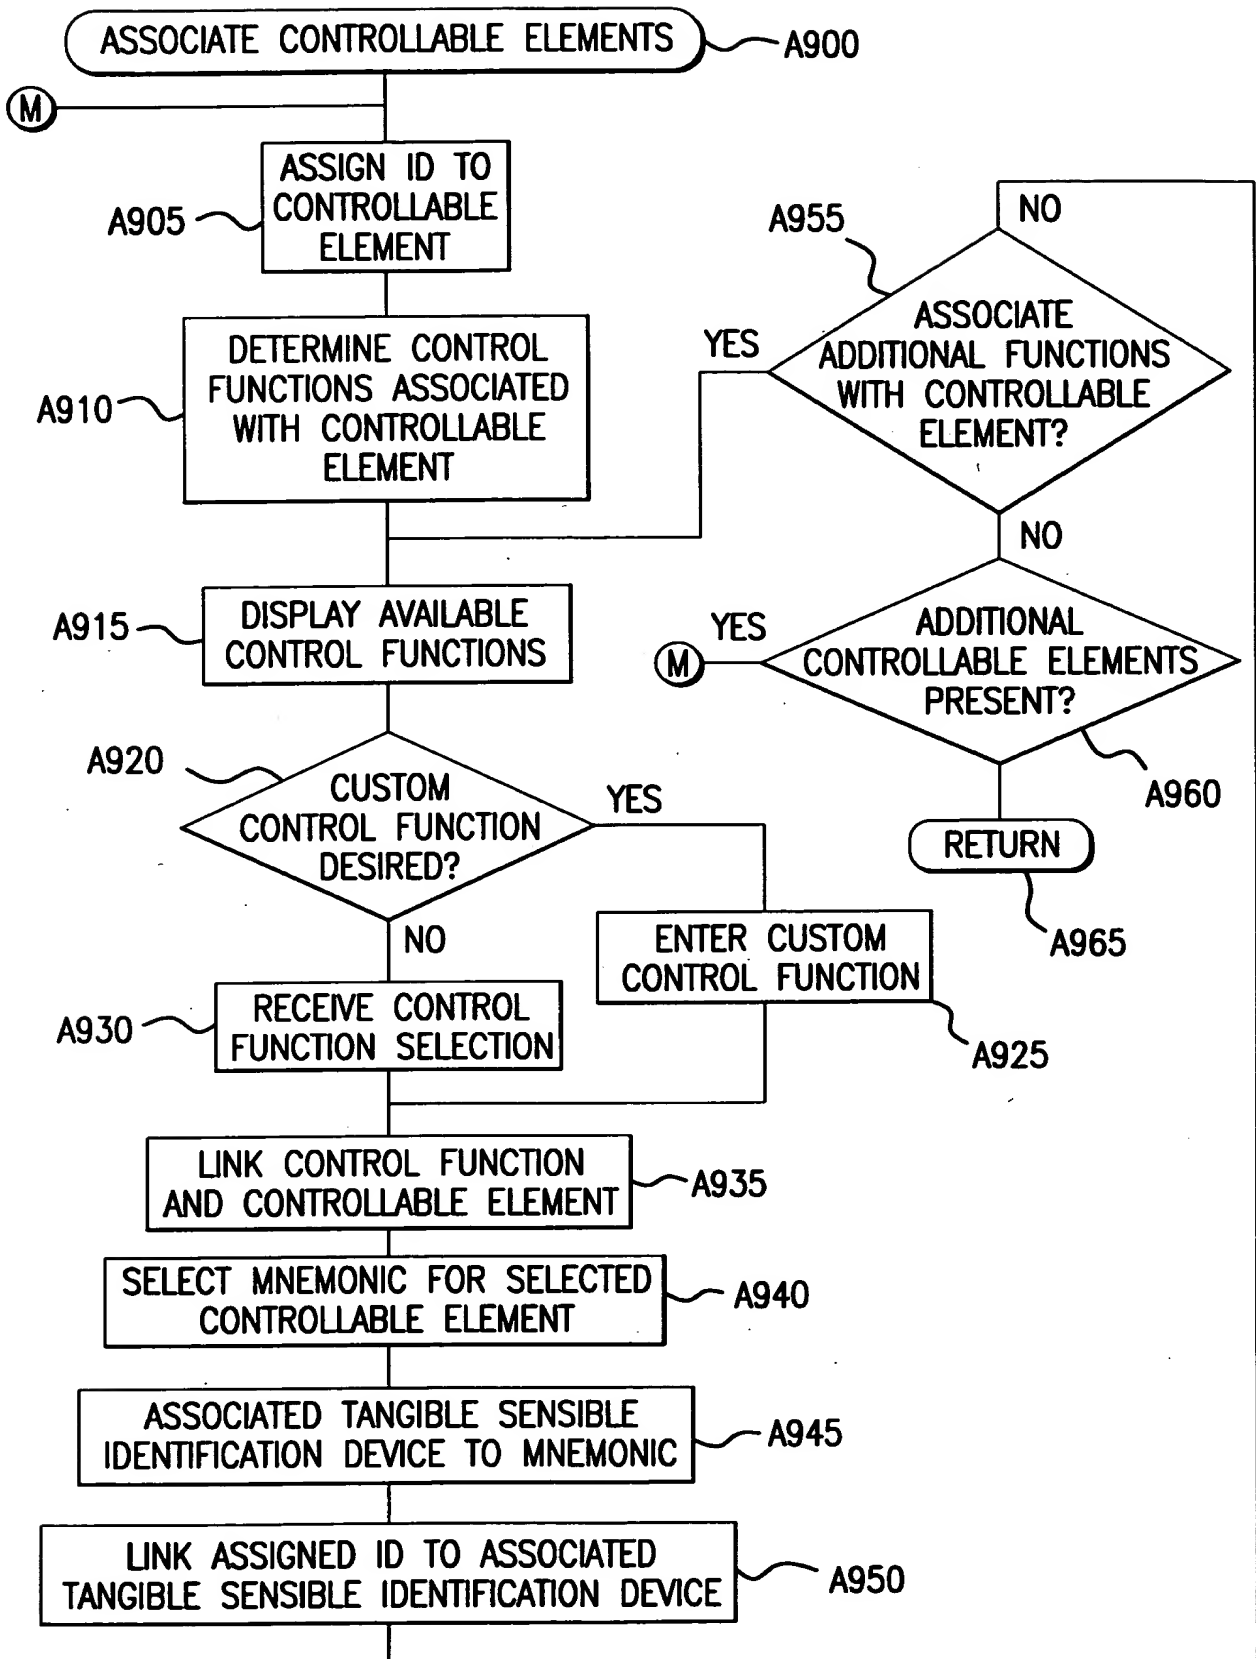 ASSOCIATE CONTROLLABLE ELEMENTS
A900
M
ASSIGN ID TO
CONTROLLABLE
ELEMENT
A905
DETERMINE CONTROL
FUNCTIONS ASSOCIATED
WITH CONTROLLABLE
ELEMENT
A910
DISPLAY AVAILABLE
CONTROL FUNCTIONS
A915
A920
CUSTOM
CONTROL FUNCTION
DESIRED?
YES
NO
ENTER CUSTOM
CONTROL FUNCTION
A925
RECEIVE CONTROL
FUNCTION SELECTION
A930
LINK CONTROL FUNCTION
AND CONTROLLABLE ELEMENT
A935
SELECT MNEMONIC FOR SELECTED
CONTROLLABLE ELEMENT
A940
ASSOCIATED TANGIBLE SENSIBLE
IDENTIFICATION DEVICE TO MNEMONIC
A945
LINK ASSIGNED ID TO ASSOCIATED
TANGIBLE SENSIBLE IDENTIFICATION DEVICE
A950
NO
A955
YES
ASSOCIATE
ADDITIONAL FUNCTIONS
WITH CONTROLLABLE
ELEMENT?
NO
YES
M
ADDITIONAL
CONTROLLABLE ELEMENTS
PRESENT?
A960
RETURN
A965